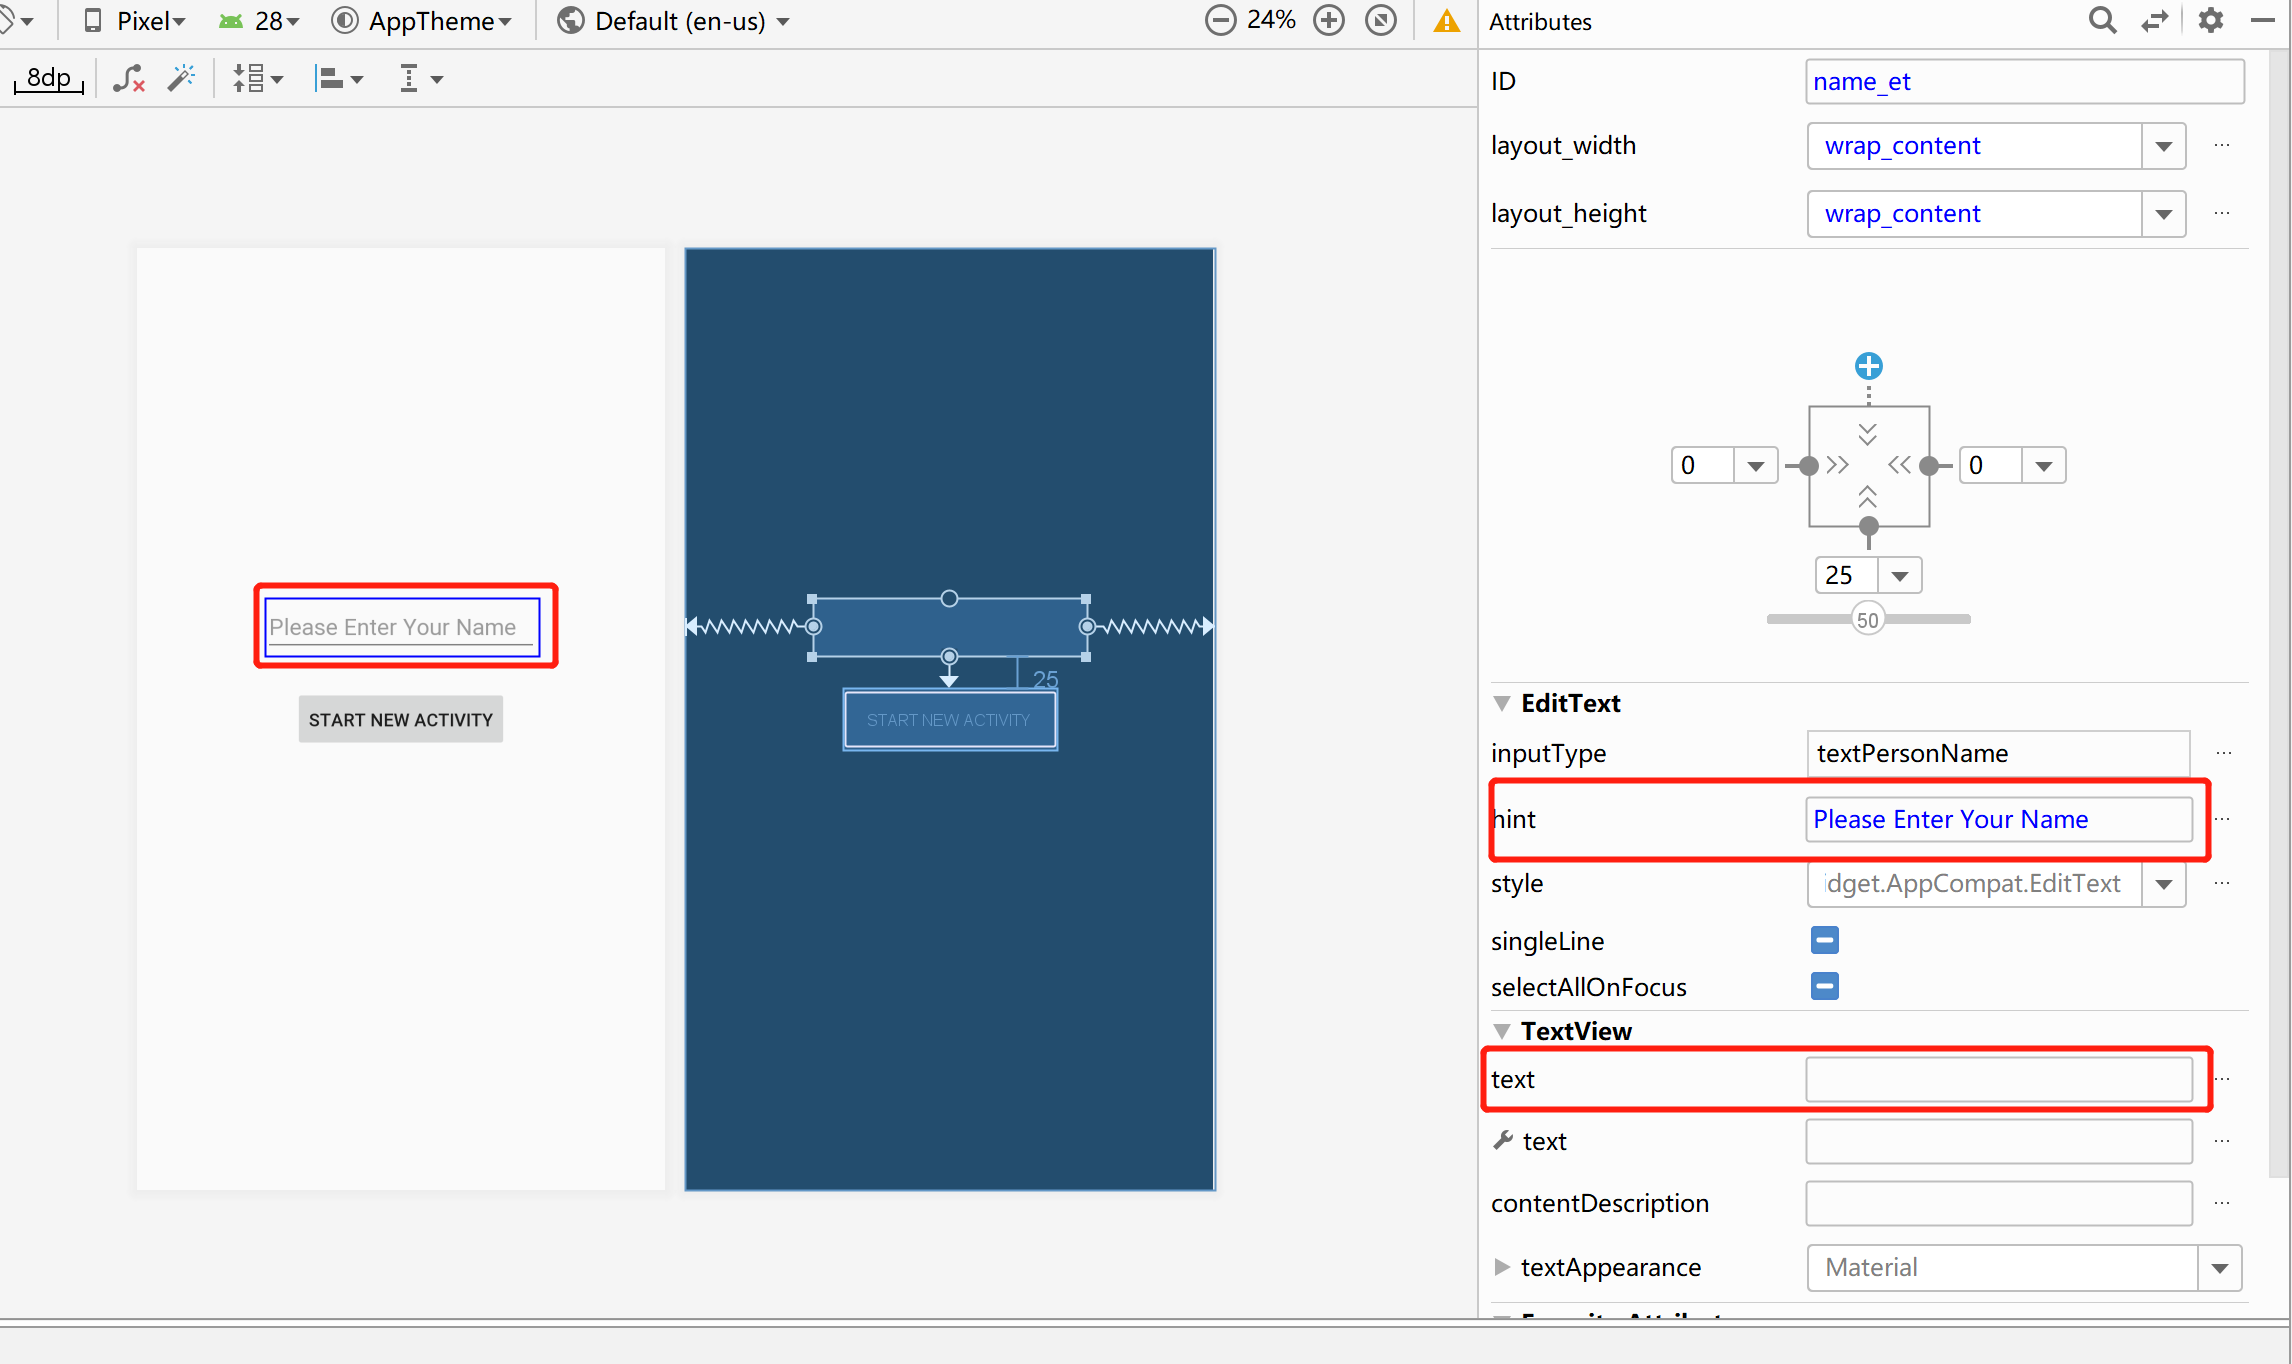 Pixel 28 AppTheme Default (en-us) 24%
8dp
Please Enter Your Name
START NEW ACTIVITY
25
START NEW ACTIVITY
Attributes
ID name_et
layout_width wrap_content ...
layout_height wrap_content ...
0 0
25
50
EditText
inputType textPersonName ...
hint Please Enter Your Name ...
style idget.AppCompat.EditText ...
singleLine
selectAllOnFocus
TextView
text ...
text ...
contentDescription ...
textAppearance Material